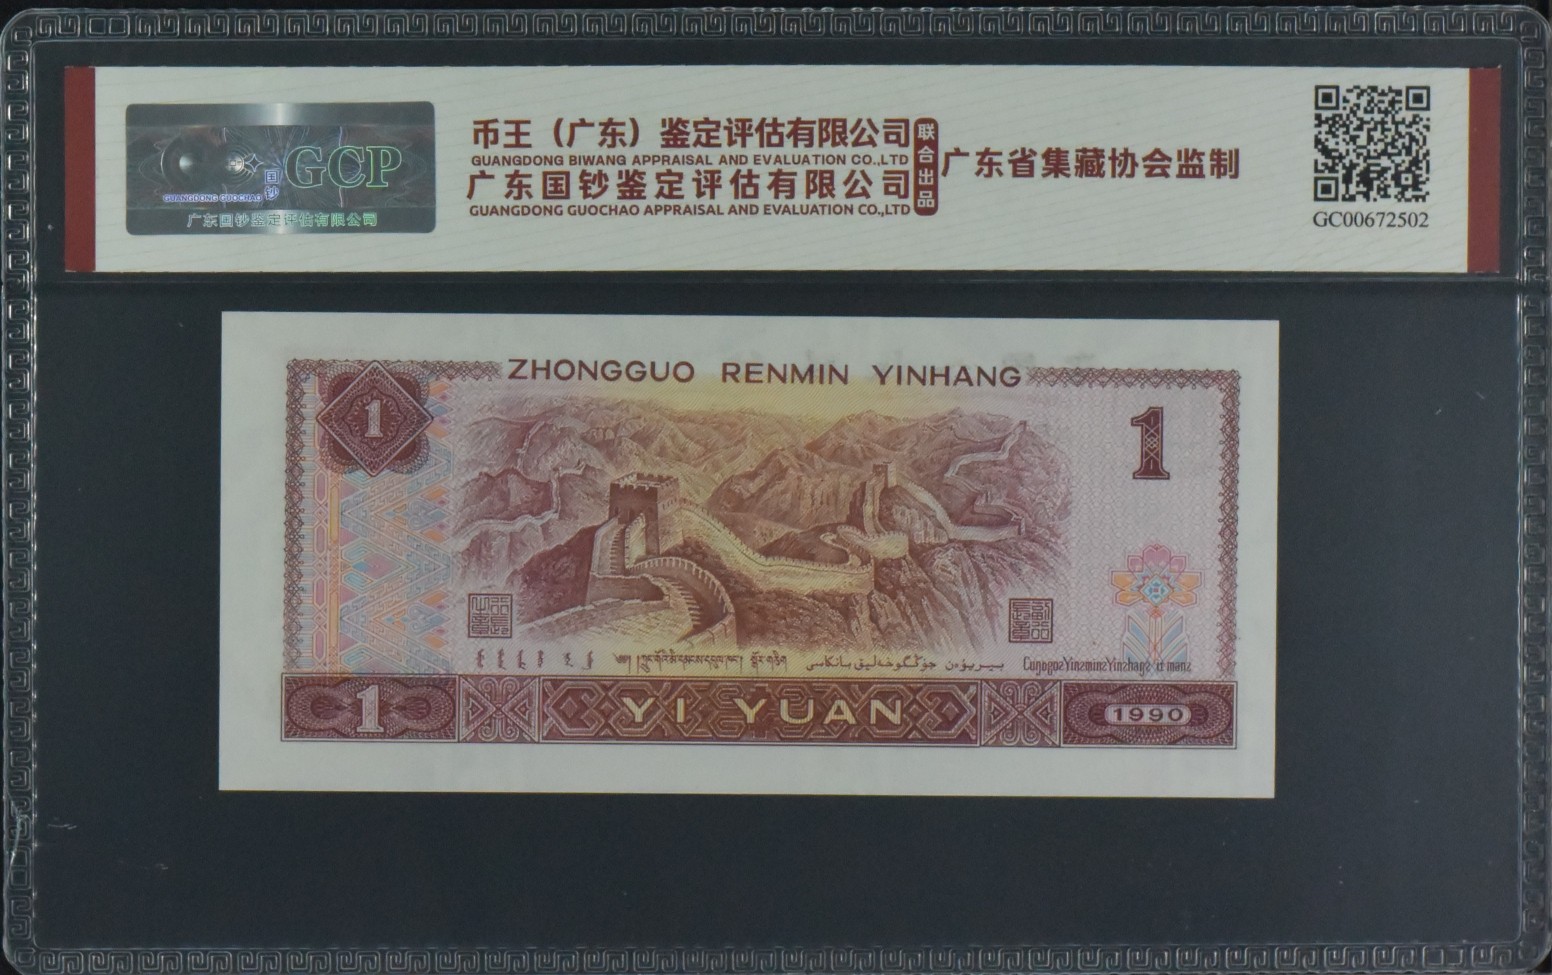 GCP
国钞
GUANGDONG GUOCHAO
广东国钞鉴定评估有限公司
币王（广东）鉴定评估有限公司
GUANGDONG BIWANG APPRAISAL AND EVALUATION CO.,LTD
广东国钞鉴定评估有限公司
GUANGDONG GUOCHAO APPRAISAL AND EVALUATION CO.,LTD
联合出品
广东省集藏协会监制
GC00672502
ZHONGGUO RENMIN YINHANG
1
1
1
YI YUAN
1990